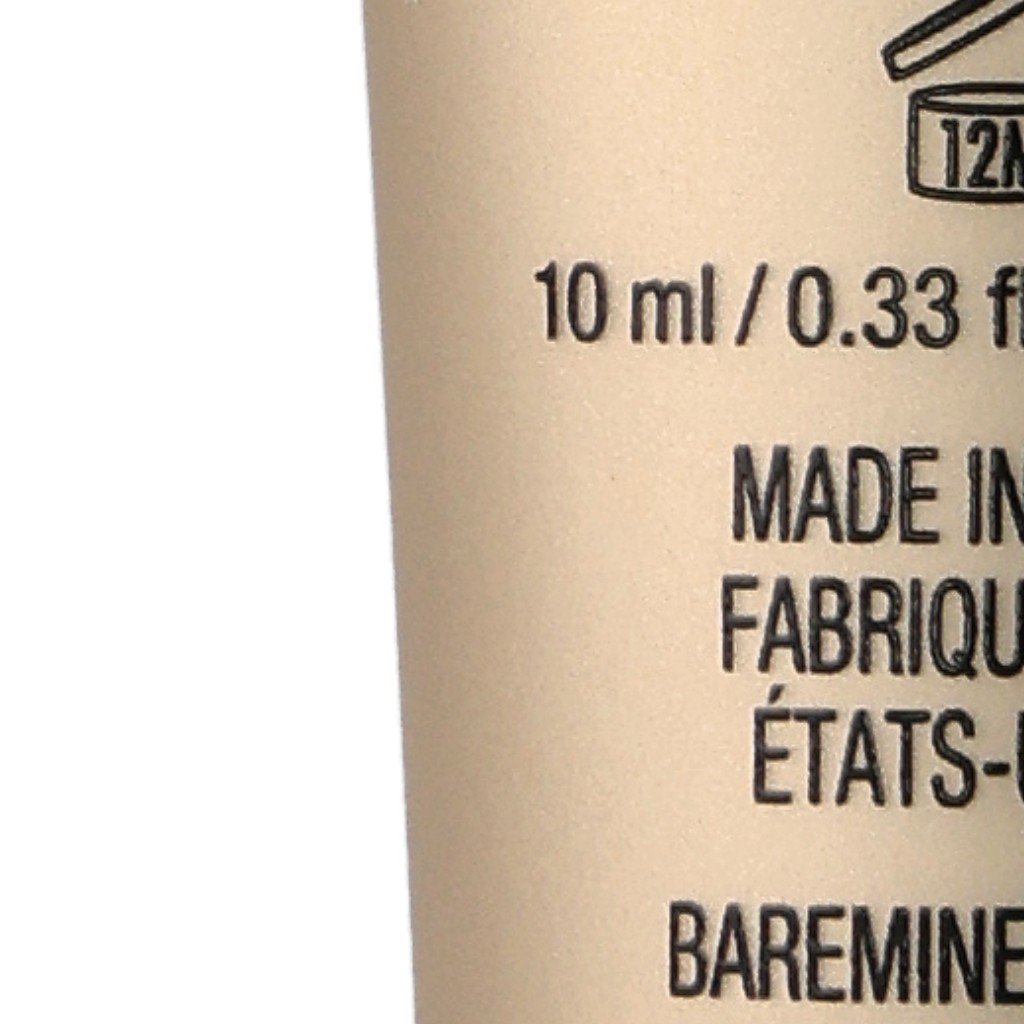 12M
10 ml / 0.33 fl
MADE IN
FABRIQU
ÉTATS-U
BAREMINE